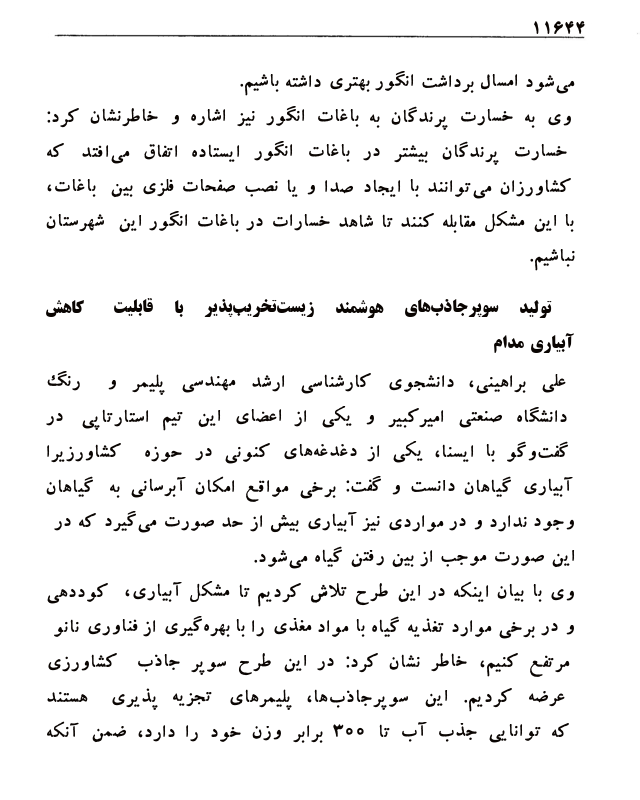 ۱۱۶۴۴
می‌شود امسال برداشت انگور بهتری داشته باشیم.
وی به خسارت پرندگان به باغات انگور نیز اشاره و خاطرنشان کرد:
خسارت پرندگان بیشتر در باغات انگور ایستاده اتفاق می‌افتد که
کشاورزان می‌توانند با ایجاد صدا و یا نصب صفحات فلزی بین باغات،
با این مشکل مقابله کنند تا شاهد خسارات در باغات انگور این شهرستان
نباشیم.
تولید سوپرجاذب‌های هوشمند زیست‌تخریب‌پذیر با قابلیت کاهش
آبیاری مدام
علی براهینی، دانشجوی کارشناسی ارشد مهندسی پلیمر و رنگ
دانشگاه صنعتی امیرکبیر و یکی از اعضای این تیم استارتاپی در
گفت‌وگو با ایسنا، یکی از دغدغه‌های کنونی در حوزه کشاورزیرا
آبیاری گیاهان دانست و گفت: برخی مواقع امکان آبرسانی به گیاهان
وجود ندارد و در مواردی نیز آبیاری بیش از حد صورت می‌گیرد که در
این صورت موجب از بین رفتن گیاه می‌شود.
وی با بیان اینکه در این طرح تلاش کردیم تا مشکل آبیاری، کوددهی
و در برخی موارد تغذیه گیاه با مواد مغذی را با بهره‌گیری از فناوری نانو
مرتفع کنیم، خاطر نشان کرد: در این طرح سوپر جاذب کشاورزی
عرضه کردیم. این سوپرجاذب‌ها، پلیمرهای تجزیه پذیری هستند
که توانایی جذب آب تا ۳۰۰ برابر وزن خود را دارد، ضمن آنکه